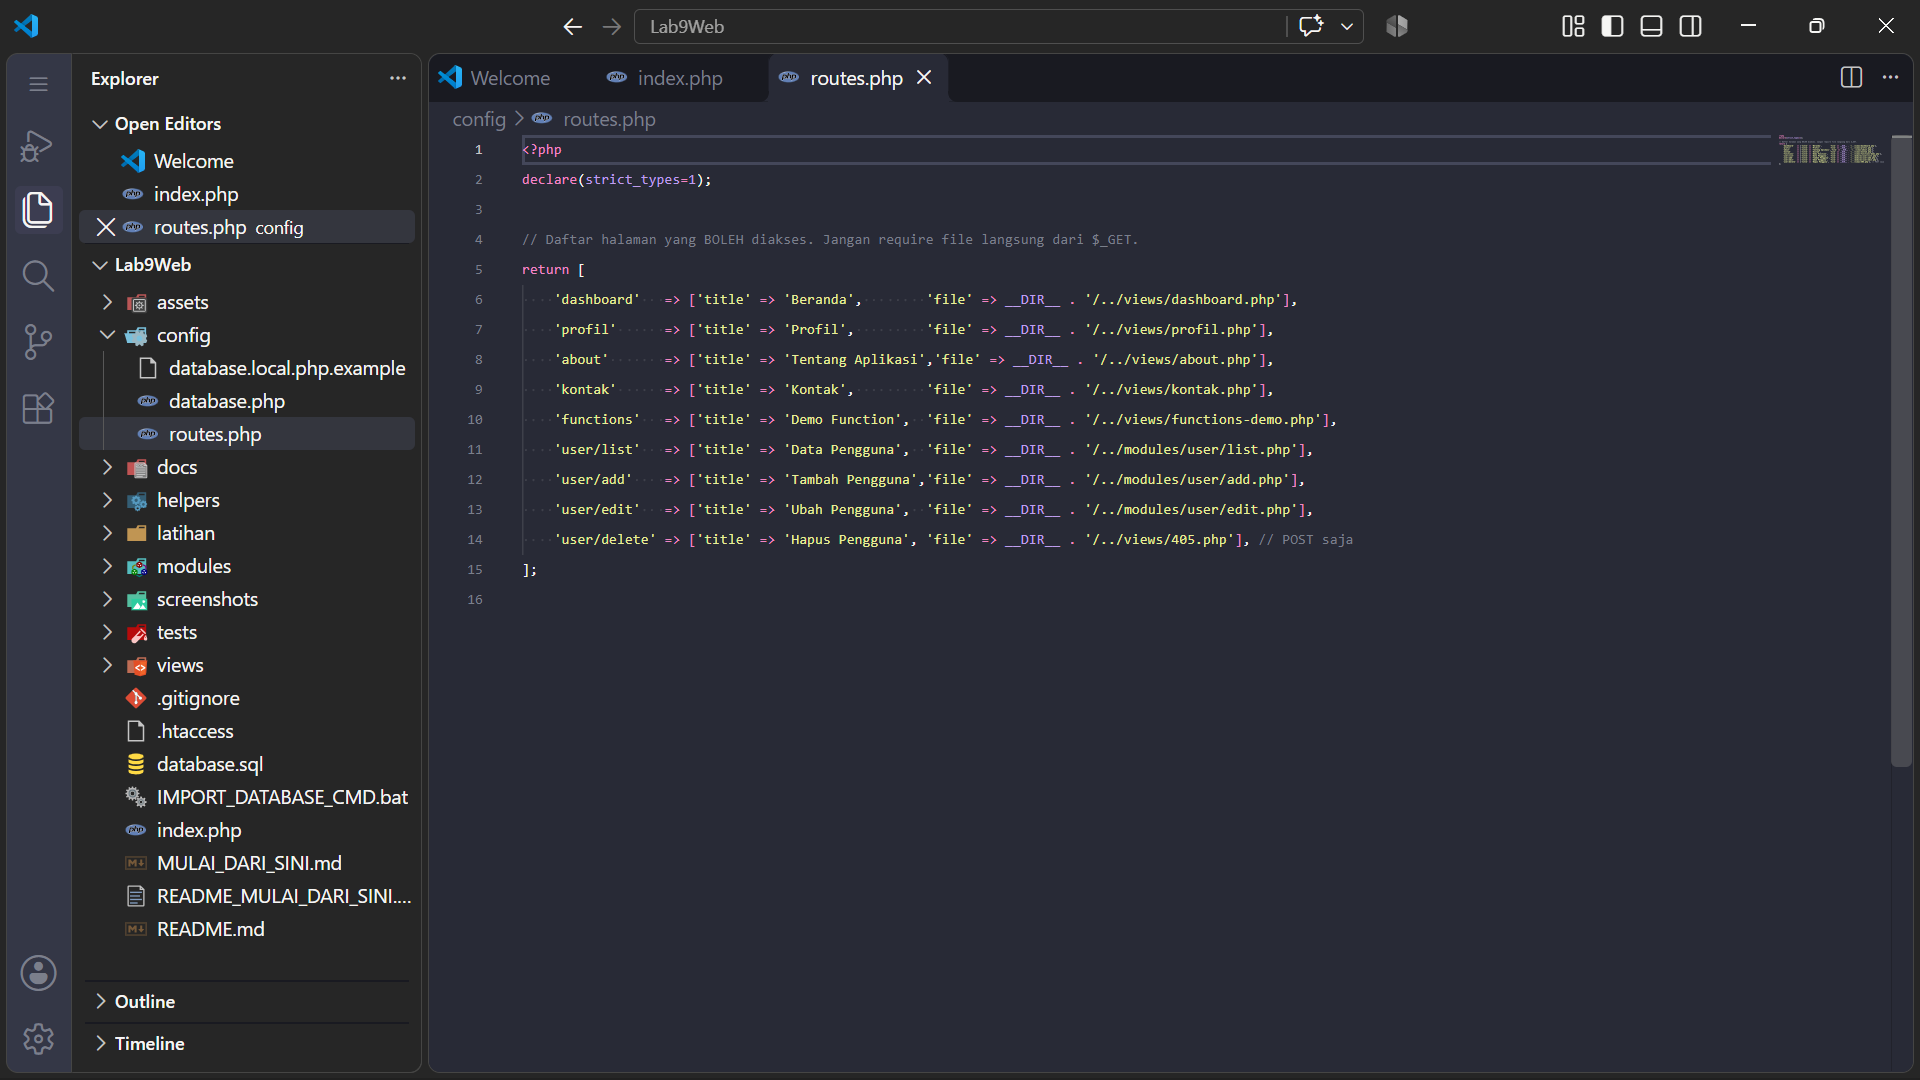 Lab9Web
Explorer
Open Editors
Welcome
index.php
routes.php config
Lab9Web
assets
config
database.local.php.example
database.php
routes.php
docs
helpers
latihan
modules
screenshots
tests
views
.gitignore
.htaccess
database.sql
IMPORT_DATABASE_CMD.bat
index.php
MULAI_DARI_SINI.md
README_MULAI_DARI_SINI....
README.md
Outline
Timeline
Welcome
index.php
routes.php
config > routes.php
1 <?php
2 declare(strict_types=1);
3
4 // Daftar halaman yang BOLEH diakses. Jangan require file langsung dari $_GET.
5 return [
6     'dashboard'   => ['title' => 'Beranda',        'file' => __DIR__ . '/../views/dashboard.php'],
7     'profil'      => ['title' => 'Profil',         'file' => __DIR__ . '/../views/profil.php'],
8     'about'       => ['title' => 'Tentang Aplikasi','file' => __DIR__ . '/../views/about.php'],
9     'kontak'      => ['title' => 'Kontak',         'file' => __DIR__ . '/../views/kontak.php'],
10     'functions'   => ['title' => 'Demo Function',  'file' => __DIR__ . '/../views/functions-demo.php'],
11     'user/list'   => ['title' => 'Data Pengguna',  'file' => __DIR__ . '/../modules/user/list.php'],
12     'user/add'    => ['title' => 'Tambah Pengguna','file' => __DIR__ . '/../modules/user/add.php'],
13     'user/edit'   => ['title' => 'Ubah Pengguna',  'file' => __DIR__ . '/../modules/user/edit.php'],
14     'user/delete' => ['title' => 'Hapus Pengguna', 'file' => __DIR__ . '/../views/405.php'], // POST saja
15 ];
16